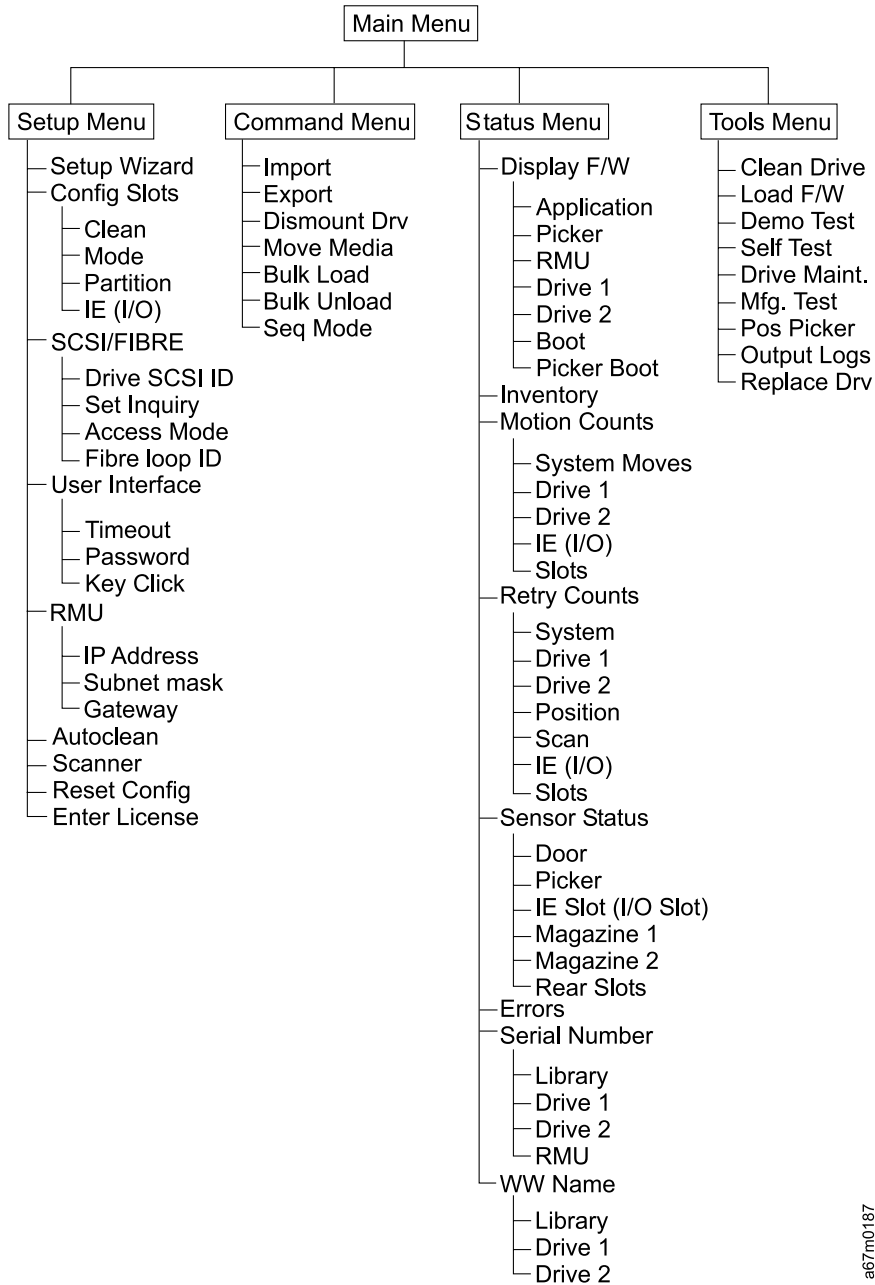 Main Menu
Setup Menu
Setup Wizard
Config Slots
Clean
Mode
Partition
IE (I/O)
SCSI/FIBRE
Drive SCSI ID
Set Inquiry
Access Mode
Fibre loop ID
User Interface
Timeout
Password
Key Click
RMU
IP Address
Subnet mask
Gateway
Autoclean
Scanner
Reset Config
Enter License
Command Menu
Import
Export
Dismount Drv
Move Media
Bulk Load
Bulk Unload
Seq Mode
Status Menu
Display F/W
Application
Picker
RMU
Drive 1
Drive 2
Boot
Picker Boot
Inventory
Motion Counts
System Moves
Drive 1
Drive 2
IE (I/O)
Slots
Retry Counts
System
Drive 1
Drive 2
Position
Scan
IE (I/O)
Slots
Sensor Status
Door
Picker
IE Slot (I/O Slot)
Magazine 1
Magazine 2
Rear Slots
Errors
Serial Number
Library
Drive 1
Drive 2
RMU
WW Name
Library
Drive 1
Drive 2
Tools Menu
Clean Drive
Load F/W
Demo Test
Self Test
Drive Maint.
Mfg. Test
Pos Picker
Output Logs
Replace Drv
a67m0187